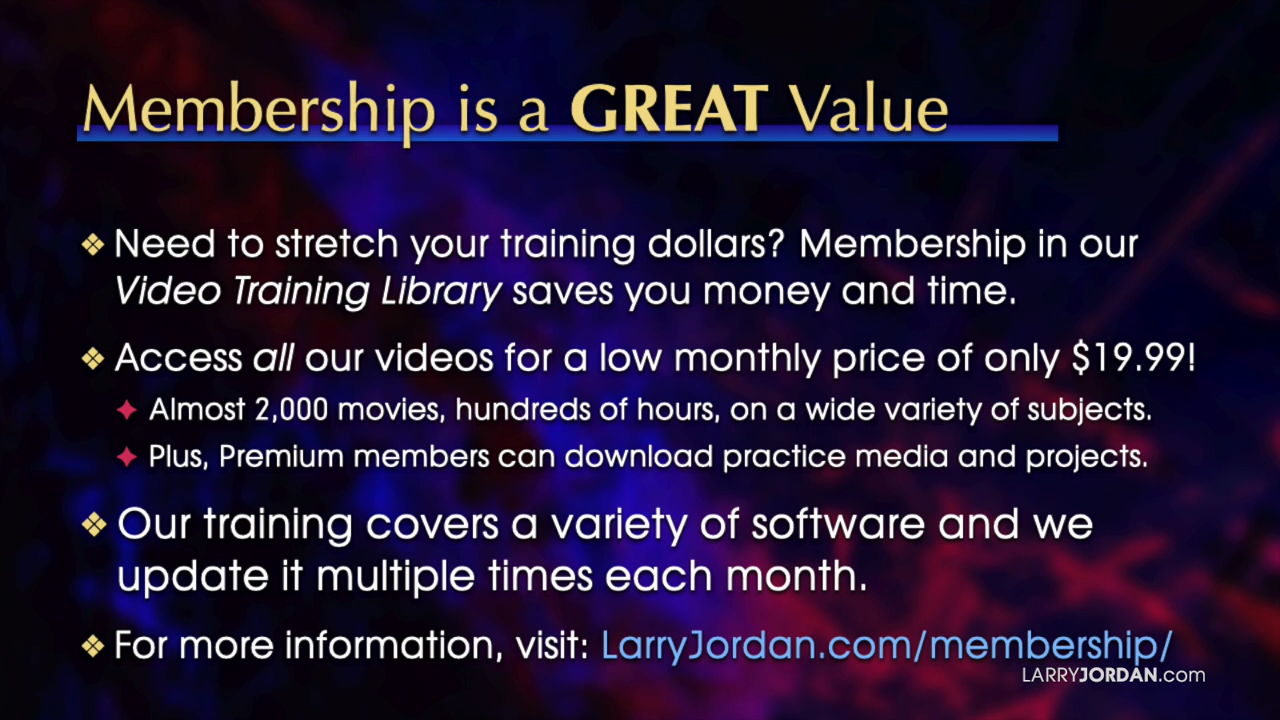 Membership is a GREAT Value
❖ Need to stretch your training dollars? Membership in our
Video Training Library saves you money and time.
❖ Access all our videos for a low monthly price of only $19.99!
✦ Almost 2,000 movies, hundreds of hours, on a wide variety of subjects.
✦ Plus, Premium members can download practice media and projects.
❖ Our training covers a variety of software and we
update it multiple times each month.
❖ For more information, visit: LarryJordan.com/membership/
LARRYJORDAN.com